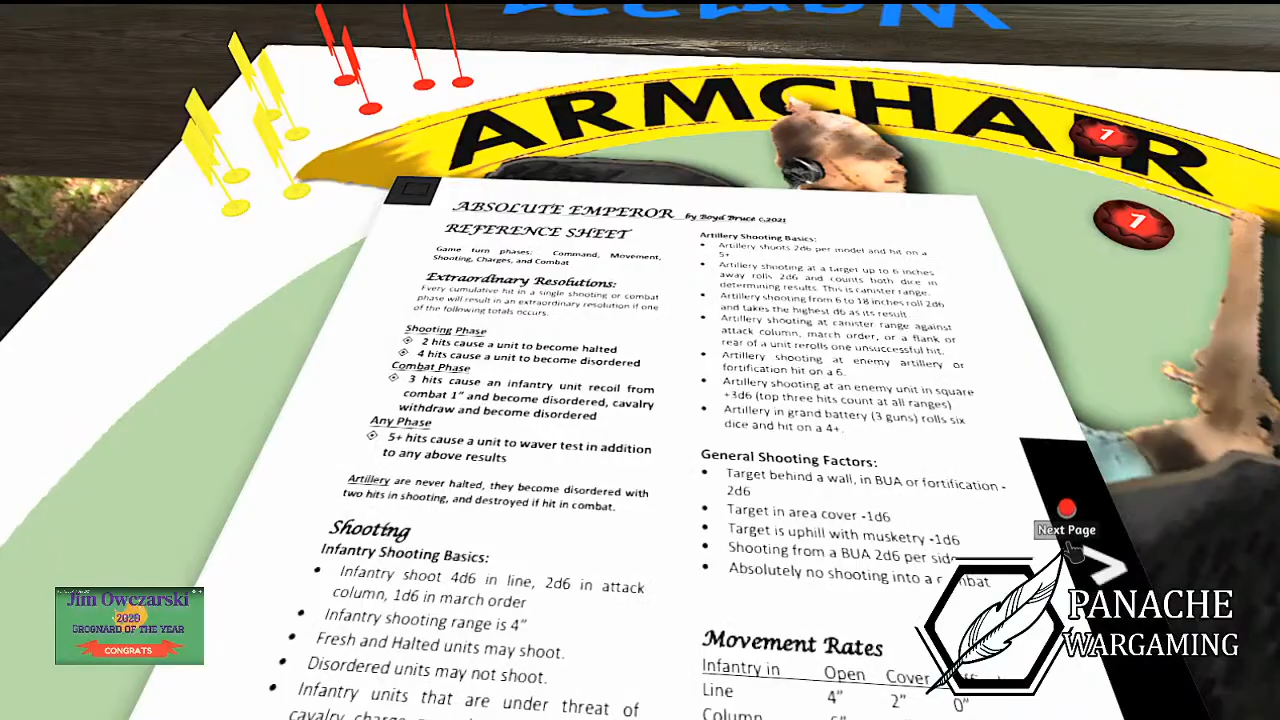 ARMCHAIR
1
1
ABSOLUTE EMPEROR by Boyd Bruce c.2021
REFERENCE SHEET
Game turn phases: Command, Movement,
Shooting, Charges, and Combat
Extraordinary Resolutions:
Every cumulative hit in a single shooting or combat
phase will result in an extraordinary resolution if one
of the following totals occurs.
Shooting Phase
2 hits cause a unit to become halted
4 hits cause a unit to become disordered
Combat Phase
3 hits cause an infantry unit recoil from
combat 1" and become disordered, cavalry
withdraw and become disordered
Any Phase
5+ hits cause a unit to waver test in addition
to any above results
Artillery are never halted, they become disordered with
two hits in shooting, and destroyed if hit in combat.
Shooting
Infantry Shooting Basics:
• Infantry shoot 4d6 in line, 2d6 in attack
column, 1d6 in march order
• Infantry shooting range is 4"
• Fresh and Halted units may shoot.
• Disordered units may not shoot.
• Infantry units that are under threat of
cavalry charge
Artillery Shooting Basics:
• Artillery shoots 2d6 per model and hit on a
5+
• Artillery shooting at a target up to 6 inches
away rolls 2d6 and counts both dice in
determining results. This is canister range.
• Artillery shooting from 6 to 18 inches roll 2d6
and takes the highest d6 as its result.
• Artillery shooting at canister range against
attack column, march order, or a flank or
rear of a unit rerolls one unsuccessful hit.
• Artillery shooting at enemy artillery or
fortification hit on a 6.
• Artillery shooting at an enemy unit in square
+3d6 (top three hits count at all ranges)
• Artillery in grand battery (3 guns) rolls six
dice and hit on a 4+.
General Shooting Factors:
• Target behind a wall, in BUA or fortification -
2d6
• Target in area cover -1d6
• Target is uphill with musketry -1d6
• Shooting from a BUA 2d6 per side
• Absolutely no shooting into a
Movement Rates
Infantry in Open Cover
Line 4" 2" 0"
Column
Next Page
>
Jim Owczarski
2020
GROGNARD OF THE YEAR
CONGRATS
PANACHE
WARGAMING